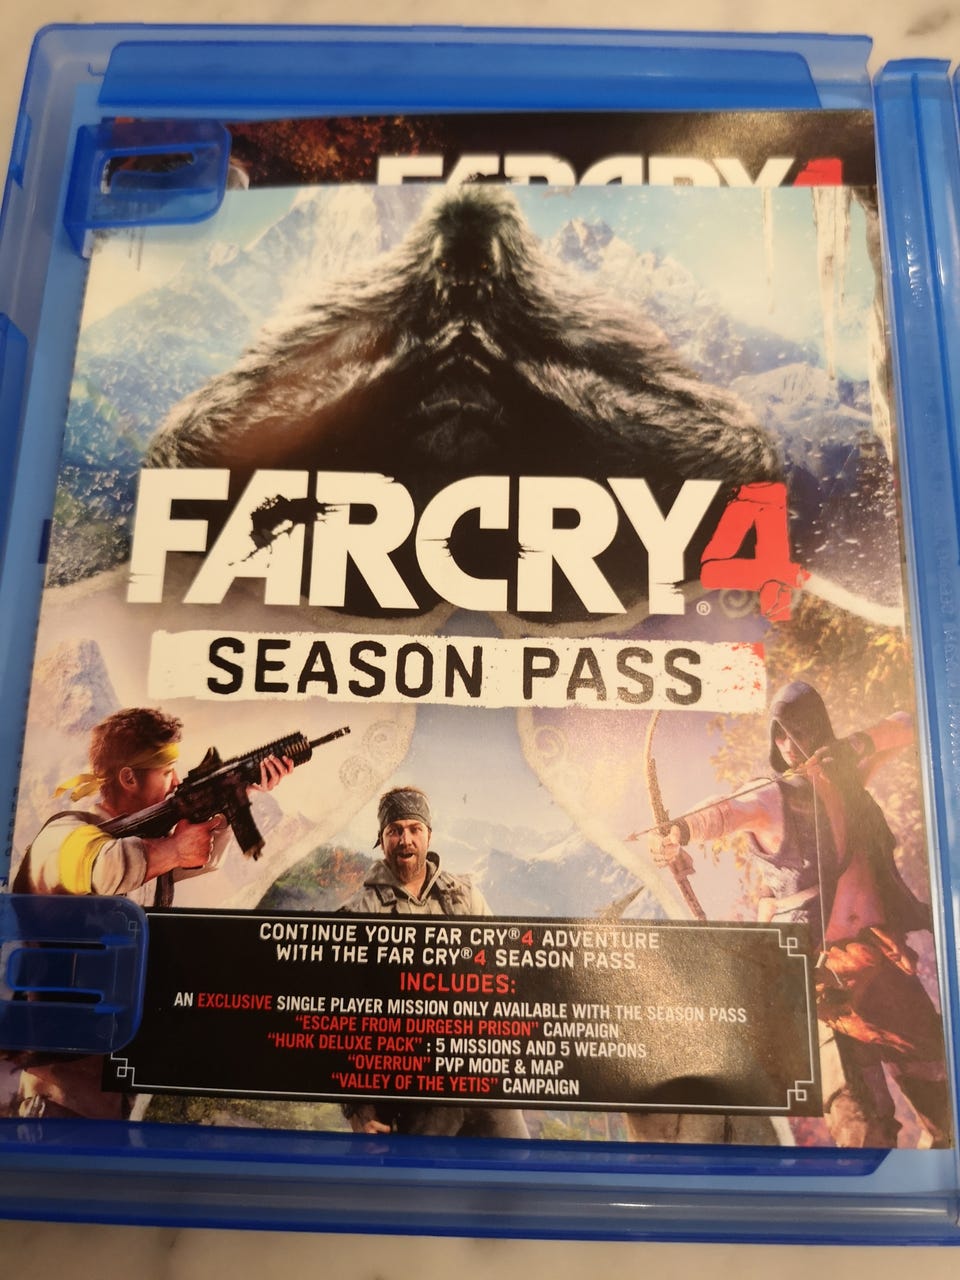 FARCRY4
FARCRY4®
SEASON PASS
CONTINUE YOUR FAR CRY®4 ADVENTURE
WITH THE FAR CRY®4 SEASON PASS.
INCLUDES:
AN EXCLUSIVE SINGLE PLAYER MISSION ONLY AVAILABLE WITH THE SEASON PASS
"ESCAPE FROM DURGESH PRISON" CAMPAIGN
"HURK DELUXE PACK" : 5 MISSIONS AND 5 WEAPONS
"OVERRUN" PVP MODE & MAP
"VALLEY OF THE YETIS" CAMPAIGN